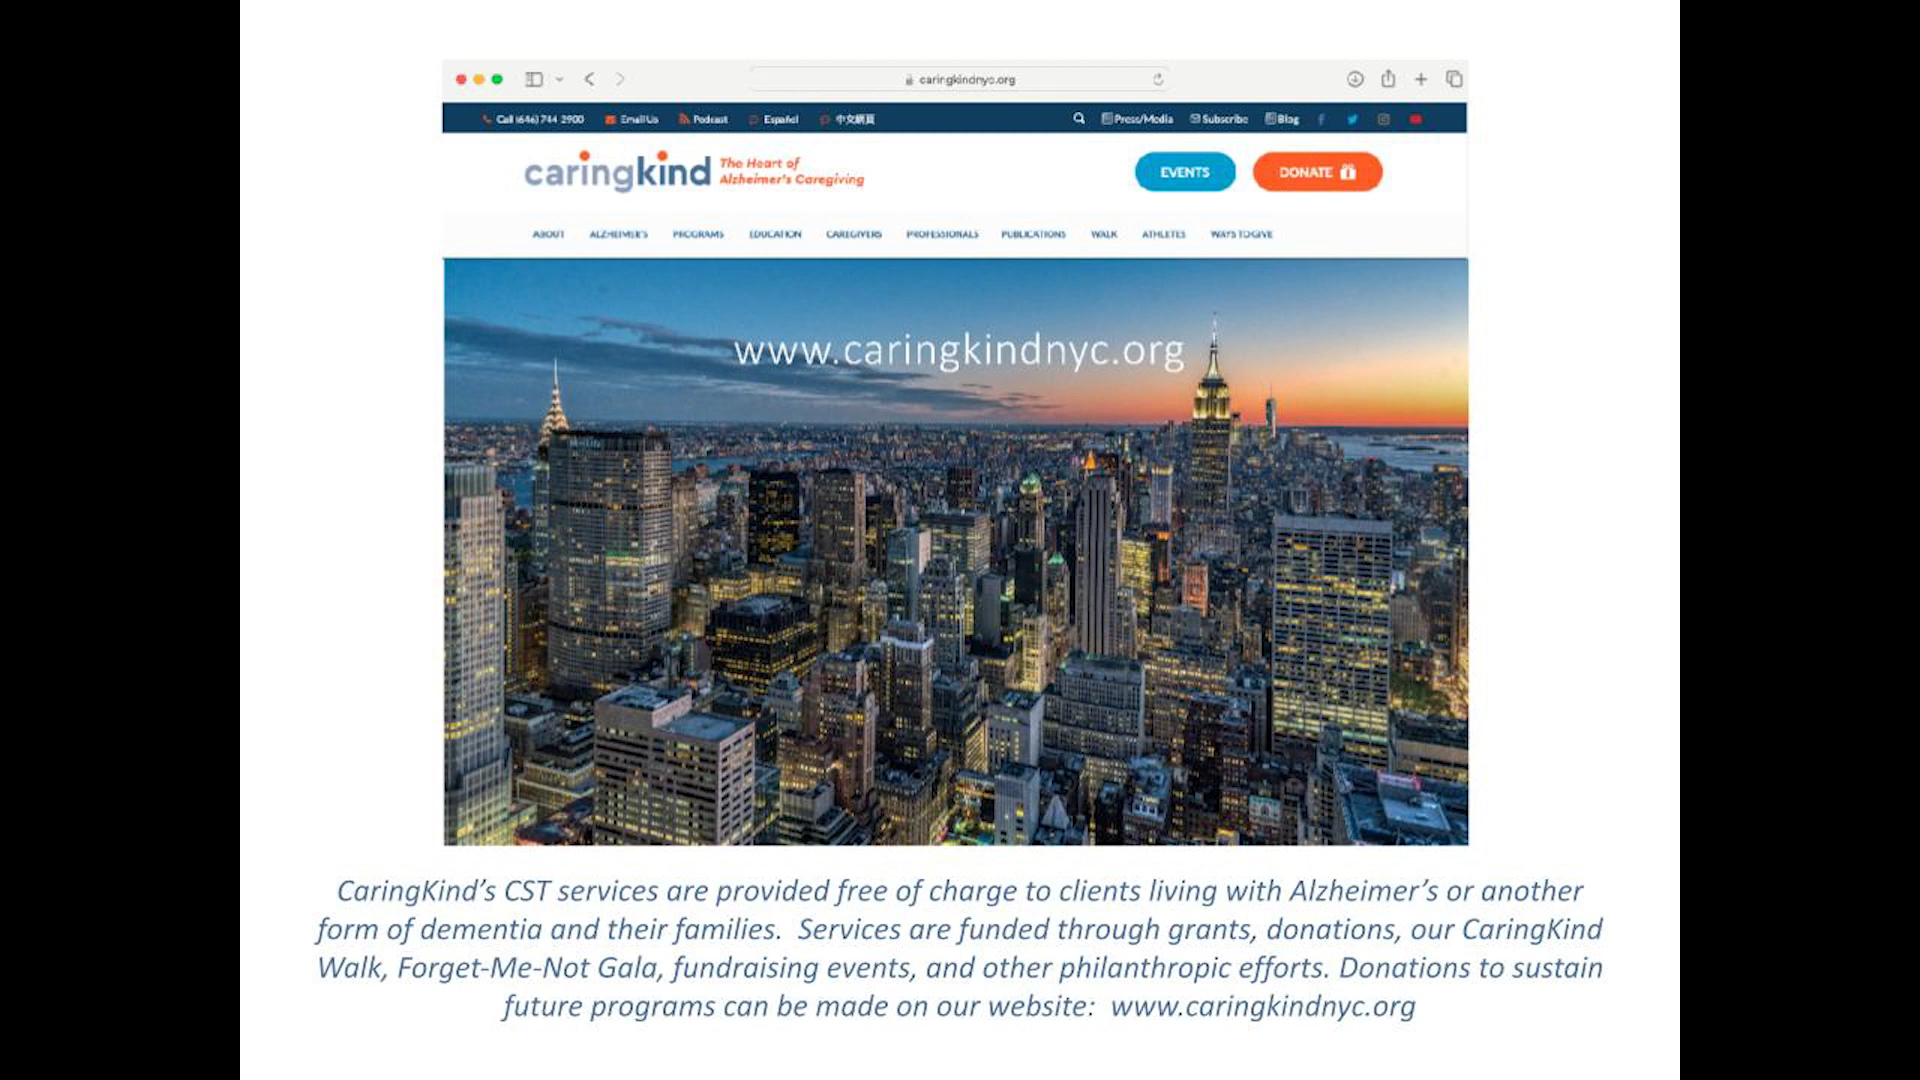 caringkindnyc.org
Call (646) 744-2900 Email Us Podcast Español 中文網頁 Press/Media Subscribe Blog
caringkind The Heart of
Alzheimer's Caregiving
EVENTS DONATE
ABOUT ALZHEIMER'S PROGRAMS EDUCATION CAREGIVERS PROFESSIONALS PUBLICATIONS WALK ATHLETES WAYS TO GIVE
www.caringkindnyc.org
CaringKind’s CST services are provided free of charge to clients living with Alzheimer’s or another
form of dementia and their families.  Services are funded through grants, donations, our CaringKind
Walk, Forget-Me-Not Gala, fundraising events, and other philanthropic efforts. Donations to sustain
future programs can be made on our website:  www.caringkindnyc.org